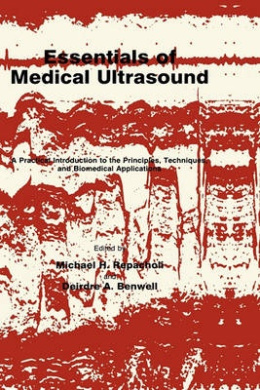 Essentials of
Medical Ultrasound
A Practical Introduction to the Principles, Techniques
and Biomedical Applications
Edited by
Michael H. Repacholi
and
Deirdre A. Benwell